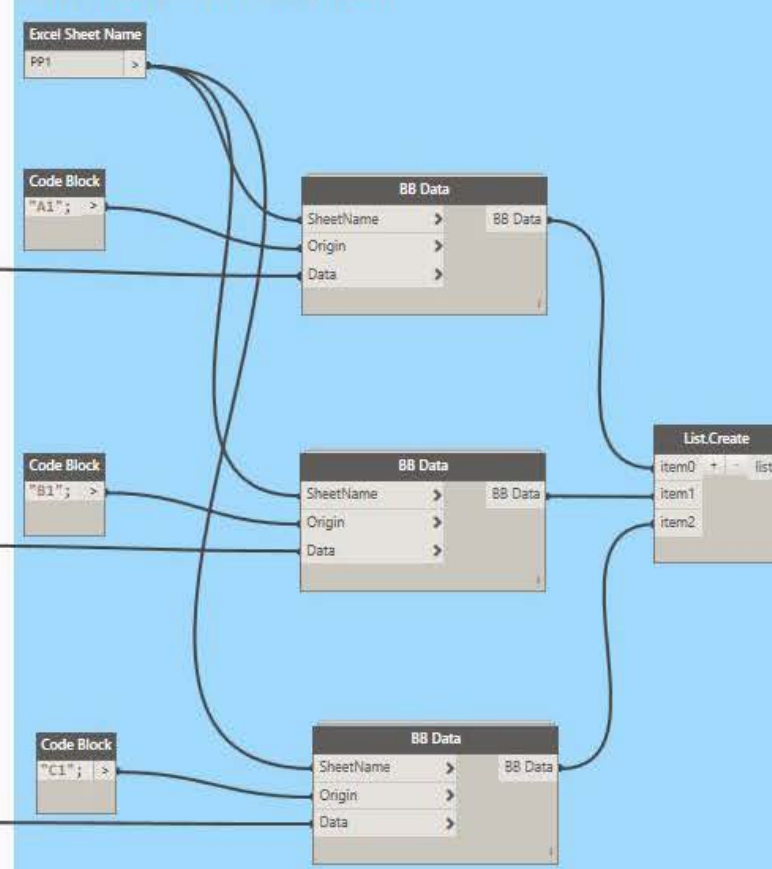 Excel Sheet Name
PP1 >
Code Block
"A1"; >
BB Data
SheetName > BB Data
Origin >
Data >
Code Block
"B1"; >
BB Data
SheetName > BB Data
Origin >
Data >
List.Create
item0 + - list
item1
item2
Code Block
"C1"; >
BB Data
SheetName > BB Data
Origin >
Data >